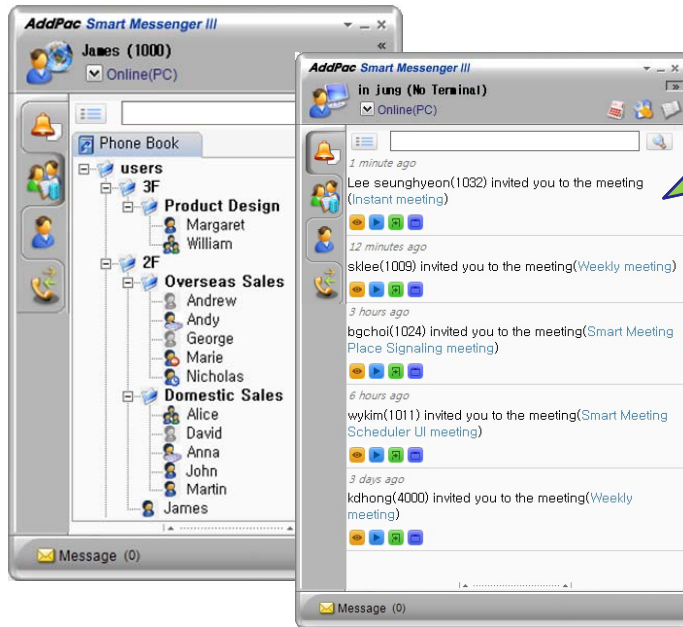 AddPac Smart Messenger III
James (1000)
Online(PC)
Phone Book
users
3F
Product Design
Margaret
William
2F
Overseas Sales
Andrew
Andy
George
Marie
Nicholas
Domestic Sales
Alice
David
Anna
John
Martin
James
Message (0)
AddPac Smart Messenger III
in jung (No Terminal)
Online(PC)
1 minute ago
Lee seunghyeon(1032) invited you to the meeting
(Instant meeting)
12 minutes ago
sklee(1009) invited you to the meeting(Weekly meeting)
3 hours ago
bgchoi(1024) invited you to the meeting(Smart Meeting
Place Signaling meeting)
6 hours ago
wykim(1011) invited you to the meeting(Smart Meeting
Scheduler UI meeting)
3 days ago
kdhong(4000) invited you to the meeting(Weekly
meeting)
Message (0)